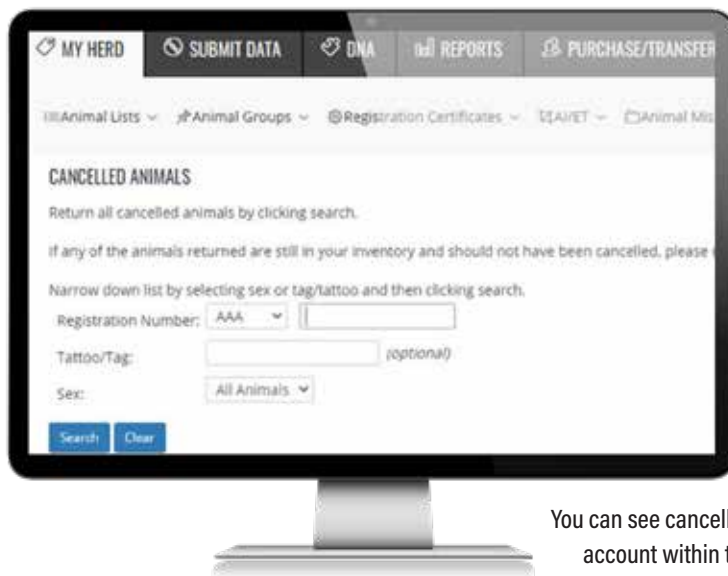 MY HERD SUBMIT DATA DNA REPORTS PURCHASE/TRANSFER
Animal Lists Animal Groups Registration Certificates AI/ET Animal
CANCELLED ANIMALS
Return all cancelled animals by clicking search.
If any of the animals returned are still in your inventory and should not have been cancelled, please
Narrow down list by selecting sex or tag/tattoo and then clicking search.
Registration Number: AAA
Tattoo/Tag: (optional)
Sex: All Animals
Search Clear
You can see
account within